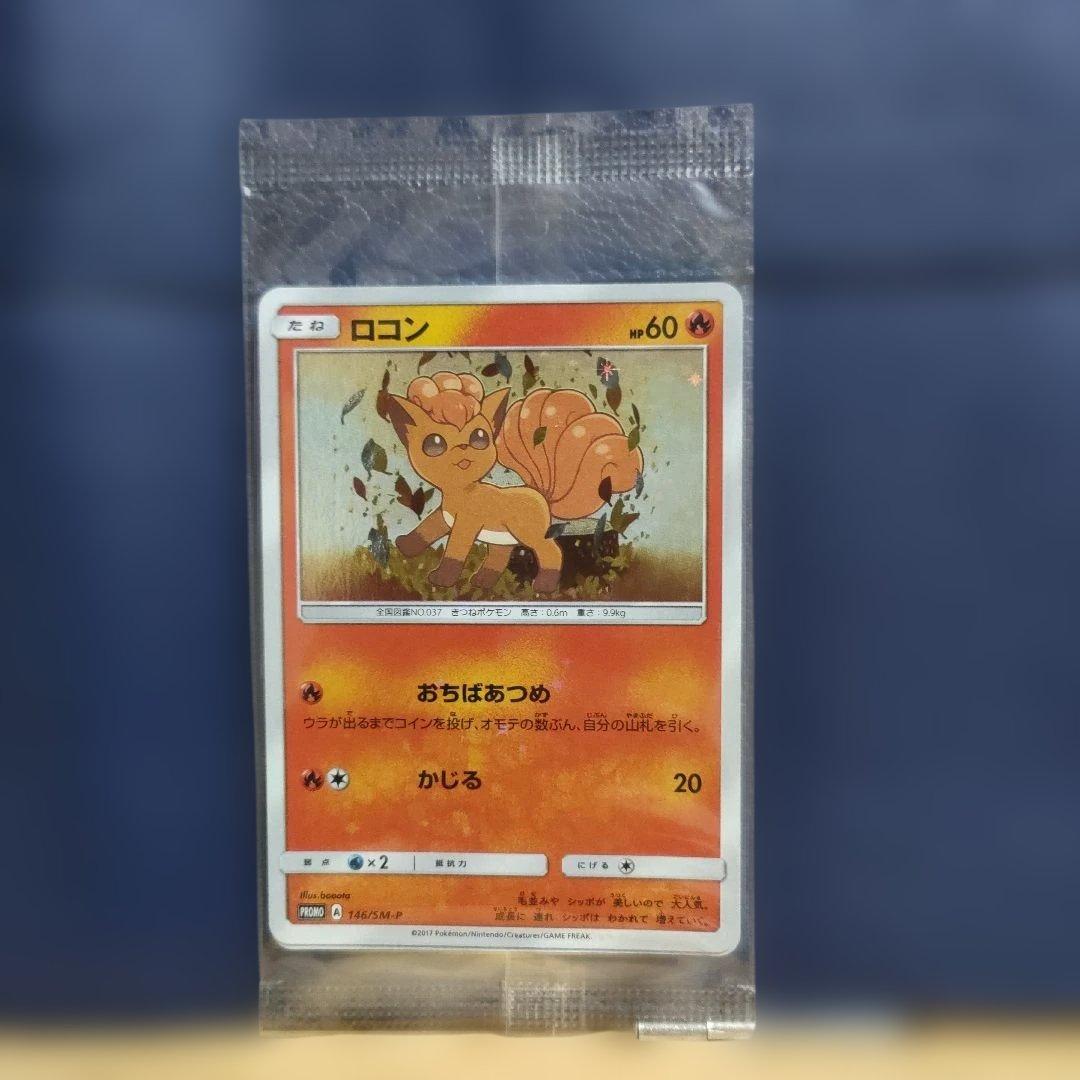 たね ロコン HP60
全国図鑑NO.037 きつねポケモン 高さ：0.6m 重さ：9.9kg
おちばあつめ
ウラが出るまでコインを投げ、オモテの数ぶん、自分の山札を引く。
かじる 20
弱点 ×2 抵抗力 にげる
Illus.booota
毛並みや シッポが 美しいので 大人気。
成長に 連れ シッポは わかれて 増えていく。
PROMO A 146/SM-P
©2017 Pokémon/Nintendo/Creatures/GAME FREAK.